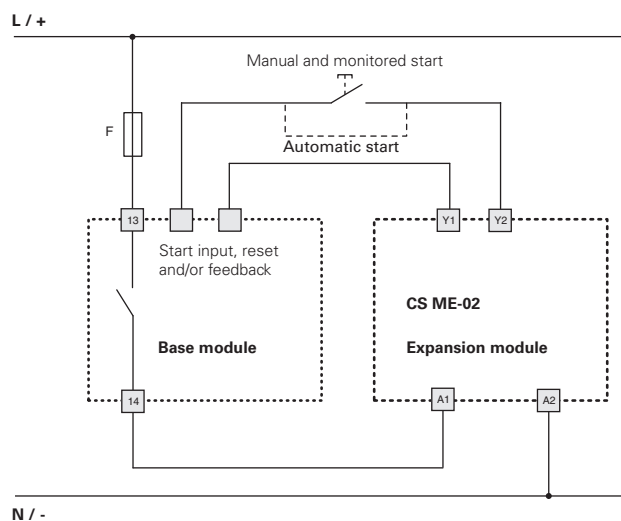 L / +
Manual and monitored start
F
Automatic start
13
Y1
Y2
Start input, reset
and/or feedback
CS ME-02
Base module
Expansion module
14
A1
A2
N / -